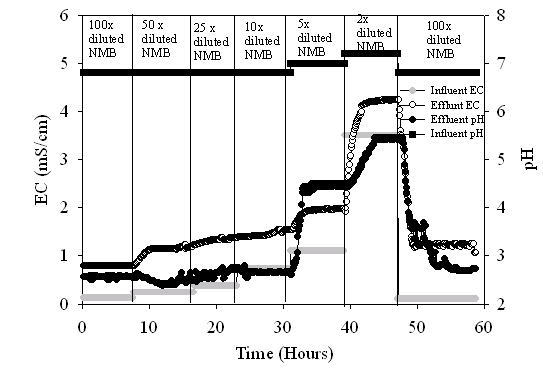 100x 50 x 25 x 10x 5x 2x 100x
diluted diluted diluted diluted diluted diluted diluted
NMB NMB NMB NMB NMB NMB NMB
6 8
5 7
4 6
3 5
2 4
1 3
0 2
EC (mS/cm)
pH
Influent EC
Efflunt EC
Effluent pH
Influent pH
0 10 20 30 40 50 60
Time (Hours)